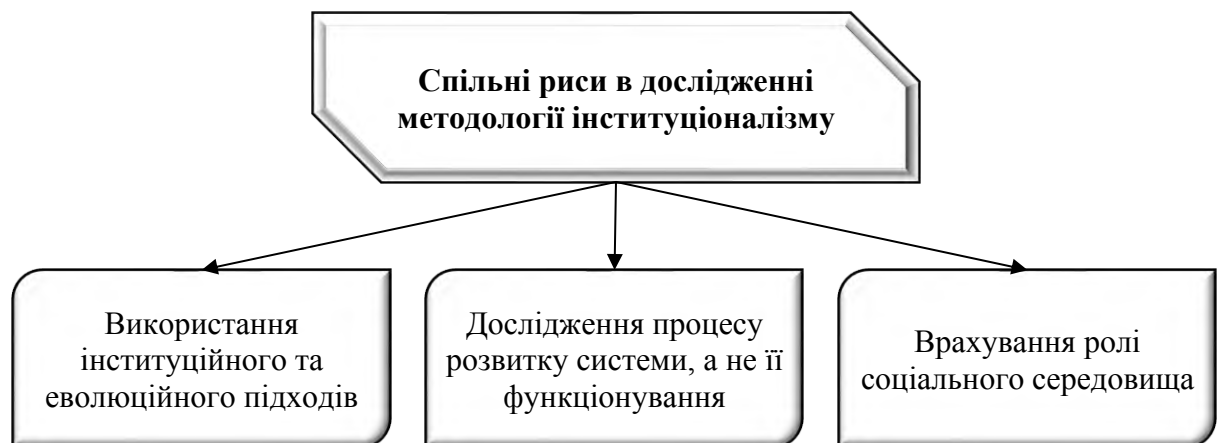 Спільні риси в дослідженні
методології інституціоналізму
Використання
інституційного та
еволюційного підходів
Дослідження процесу
розвитку системи, а не її
функціонування
Врахування ролі
соціального середовища